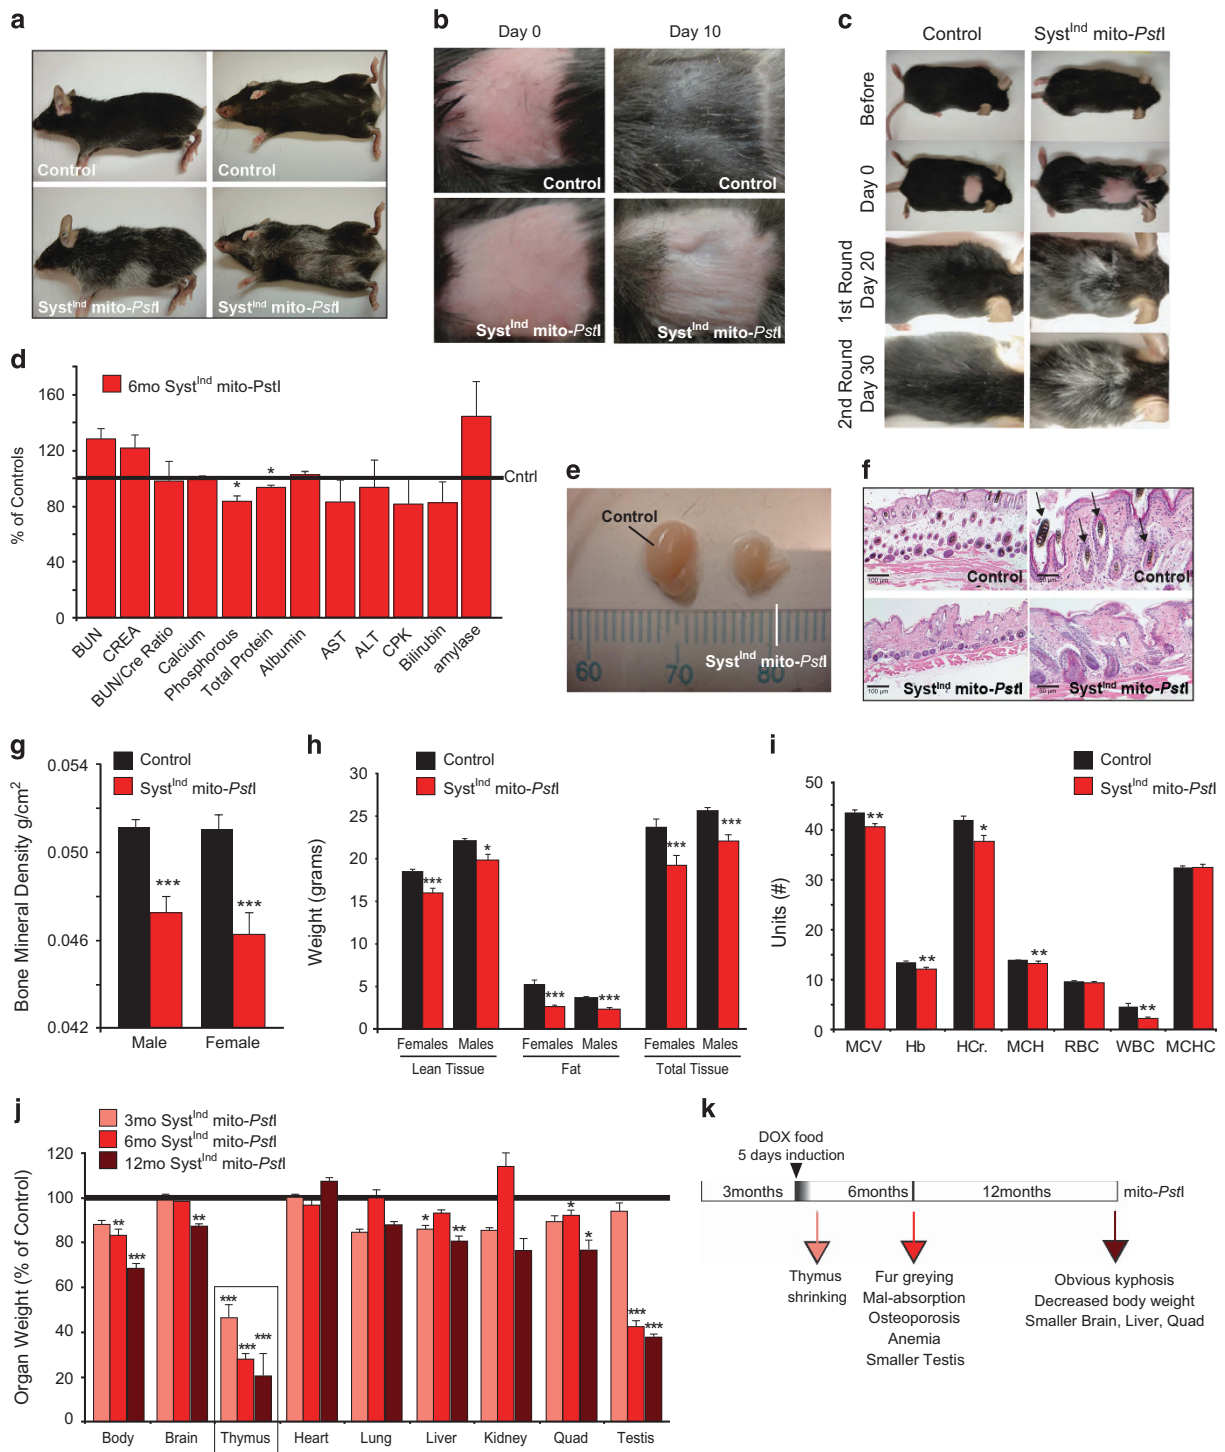 a
Control
Control
Syst^Ind mito-PstI
Syst^Ind mito-PstI
b
Day 0
Day 10
Control
Control
Syst^Ind mito-PstI
Syst^Ind mito-PstI
c
Control
Syst^Ind mito-PstI
Before
Day 0
1st Round
Day 20
2nd Round
Day 30
d
6mo Syst^Ind mito-PstI
% of Controls
160
120
80
40
0
Cntrl
*
*
BUN
CREA
BUN/Cre Ratio
Calcium
Phosphorous
Total Protein
Albumin
AST
ALT
CPK
Bilirubin
amylase
e
Control
Syst^Ind mito-PstI
60
70
80
f
Control
Control
Syst^Ind mito-PstI
Syst^Ind mito-PstI
100 µm
50 µm
100 µm
50 µm
g
Control
Syst^Ind mito-PstI
Bone Mineral Density g/cm²
0.054
0.050
0.046
0.042
***
***
Male
Female
h
Control
Syst^Ind mito-PstI
Weight (grams)
30
25
20
15
10
5
0
***
*
***
***
***
***
Females
Males
Females
Males
Females
Males
Lean Tissue
Fat
Total Tissue
i
Control
Syst^Ind mito-PstI
Units (#)
50
40
30
20
10
0
**
**
*
**
**
MCV
Hb
HCr.
MCH
RBC
WBC
MCHC
j
3mo Syst^Ind mito-PstI
6mo Syst^Ind mito-PstI
12mo Syst^Ind mito-PstI
Organ Weight (% of Control)
120
100
80
60
40
20
0
**
***
**
***
***
***
*
**
*
*
***
***
Body
Brain
Thymus
Heart
Lung
Liver
Kidney
Quad
Testis
k
DOX food
5 days induction
3months
6months
12months
mito-PstI
Thymus
shrinking
Fur greying
Mal-absorption
Osteoporosis
Anemia
Smaller Testis
Obvious kyphosis
Decreased body weight
Smaller Brain, Liver, Quad